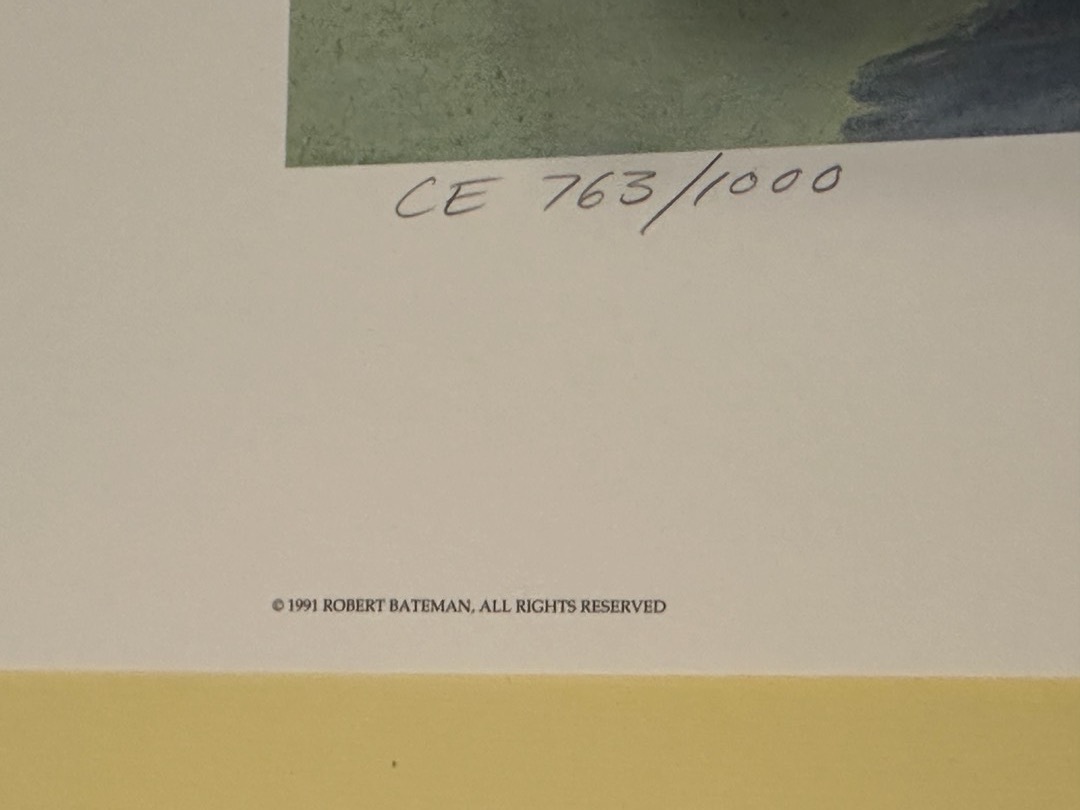 CE 763/1000
© 1991 ROBERT BATEMAN, ALL RIGHTS RESERVED